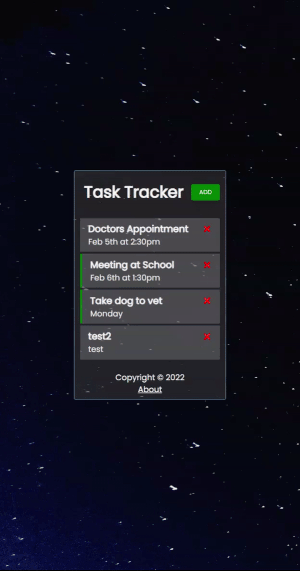 Task Tracker
ADD
Doctors Appointment
Feb 5th at 2:30pm
Meeting at School
Feb 6th at 1:30pm
Take dog to vet
Monday
test2
test
Copyright © 2022
About